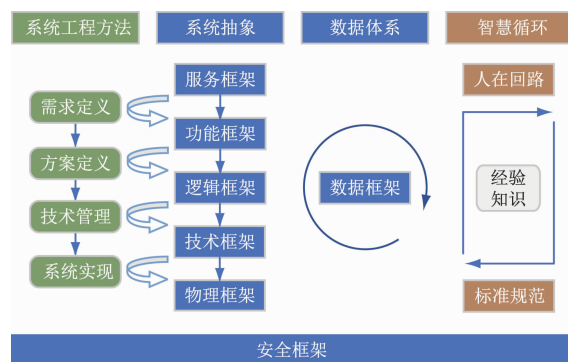 系统工程方法
系统抽象
数据体系
智慧循环
需求定义
方案定义
技术管理
系统实现
服务框架
功能框架
逻辑框架
技术框架
物理框架
数据框架
人在回路
经验
知识
标准规范
安全框架